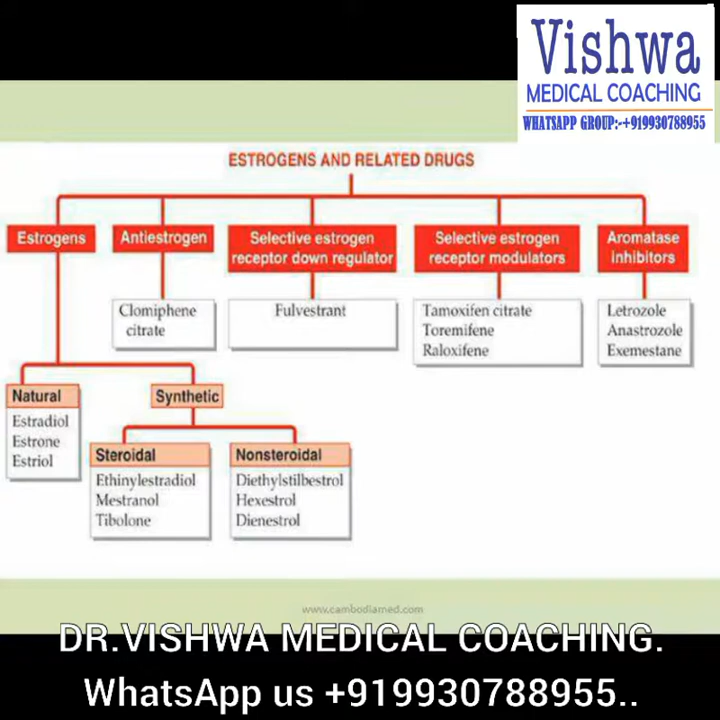 Vishwa
MEDICAL COACHING
WHATSAPP GROUP:-+919930788955
ESTROGENS AND RELATED DRUGS
Estrogens
Antiestrogen
Selective estrogen
receptor down regulator
Selective estrogen
receptor modulators
Aromatase
inhibitors
Clomiphene
citrate
Fulvestrant
Tamoxifen citrate
Toremifene
Raloxifene
Letrozole
Anastrozole
Exemestane
Natural
Estradiol
Estrone
Estriol
Synthetic
Steroidal
Ethinylestradiol
Mestranol
Tibolone
Nonsteroidal
Diethylstilbestrol
Hexestrol
Dienestrol
www.cambodiamed.com
DR.VISHWA MEDICAL COACHING.
WhatsApp us +919930788955..